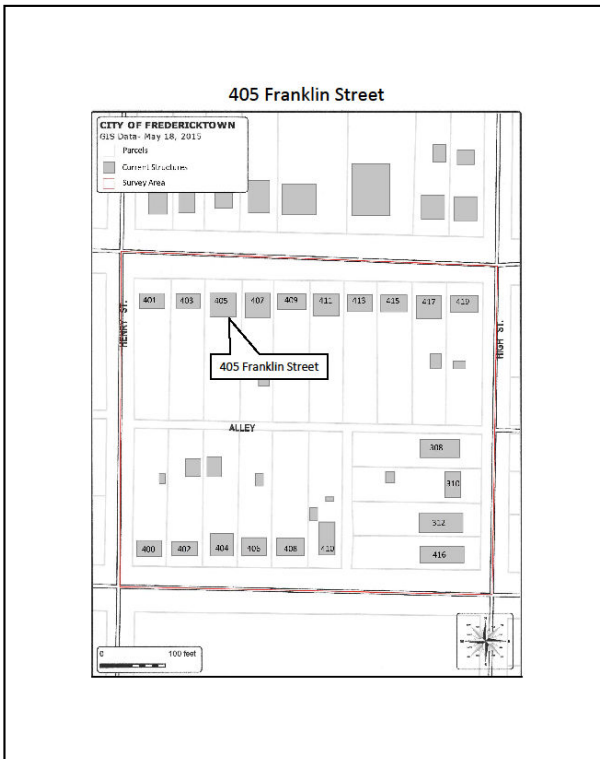 405 Franklin Street
CITY OF FREDERICKTOWN
GIS Data- May 18, 2015
Parcels
Current Structures
Survey Area
401 403 405 407 409 411 413 415 417 419
HENRY ST.
HIGH ST.
405 Franklin Street
ALLEY
308
310
312
400 402 404 406 408 410 416
0 100 feet